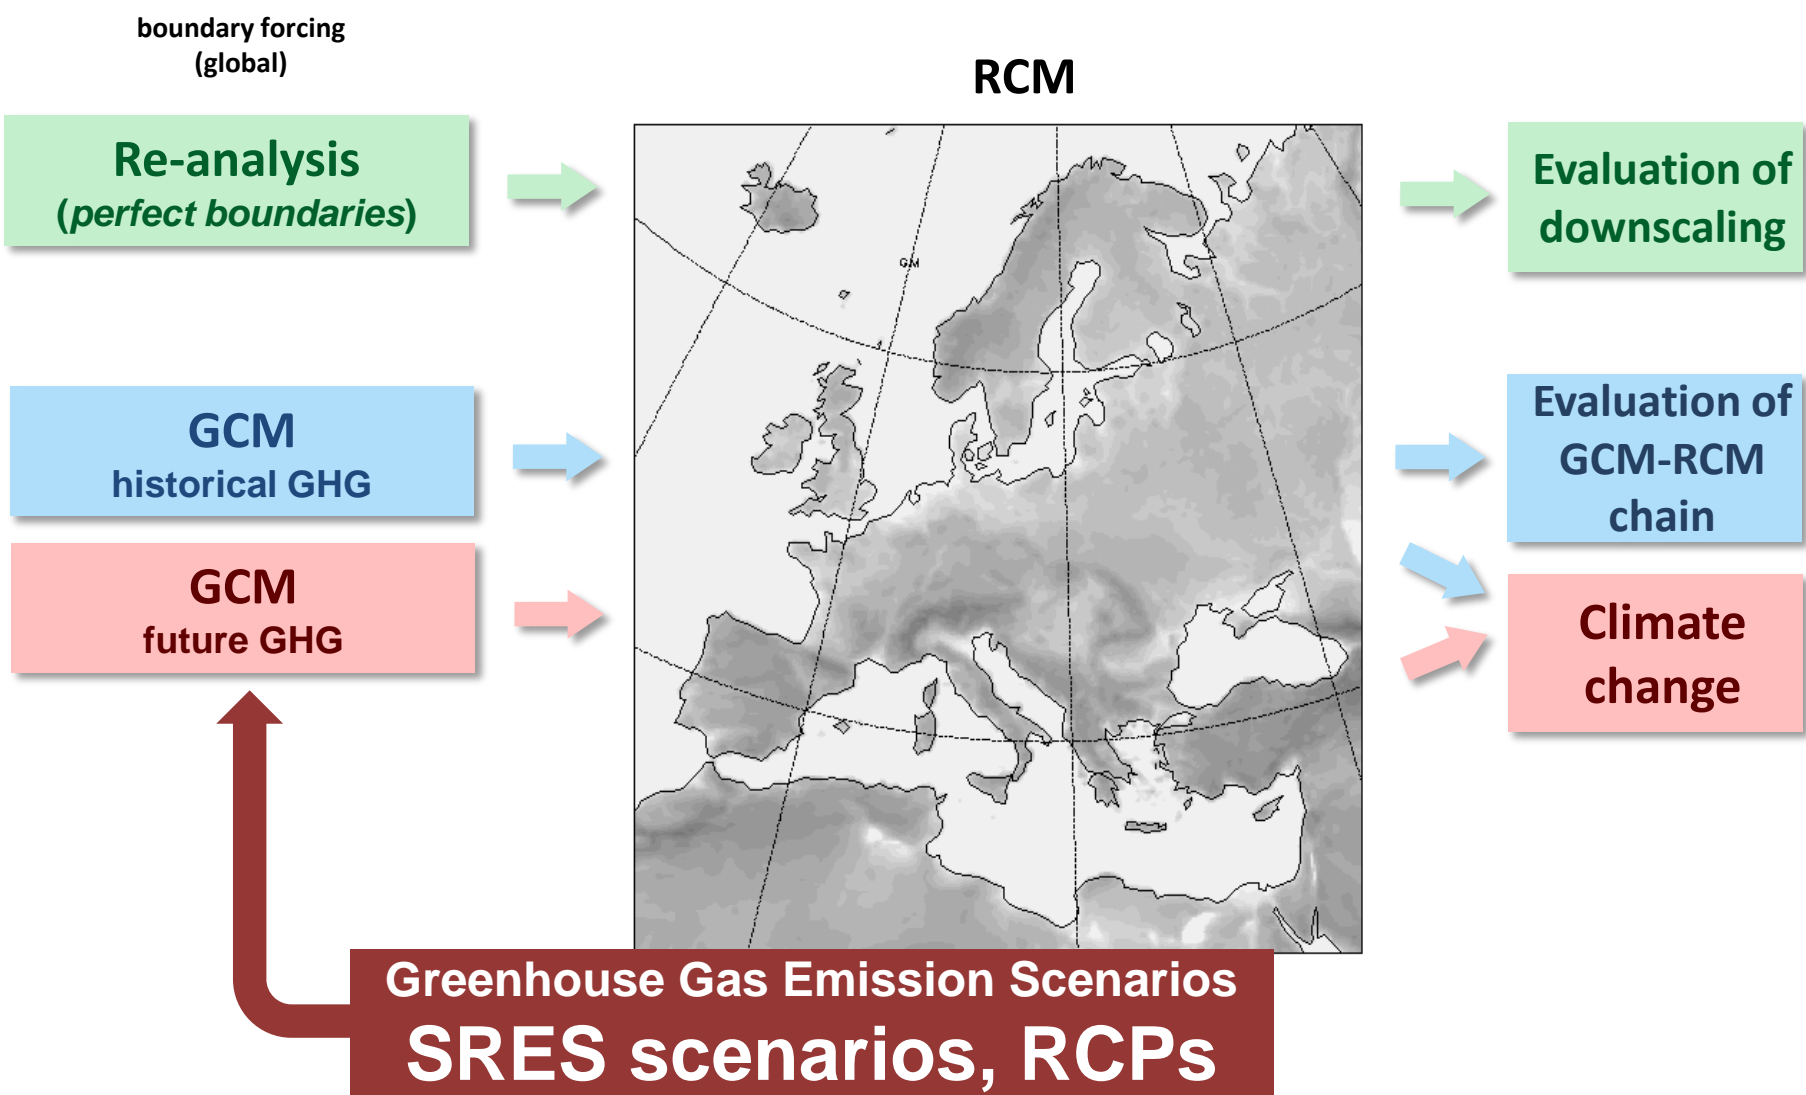 boundary forcing
(global)
RCM
Re-analysis
(perfect boundaries)
Evaluation of
downscaling
GM
GCM
historical GHG
Evaluation of
GCM-RCM
chain
GCM
future GHG
Climate
change
Greenhouse Gas Emission Scenarios
SRES scenarios, RCPs